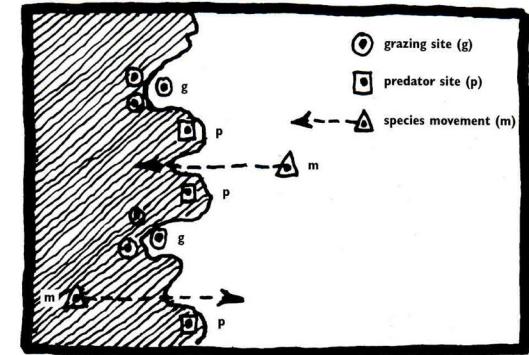 grazing site (g)
g
predator site (p)
p
species movement (m)
m
p
g
m
p